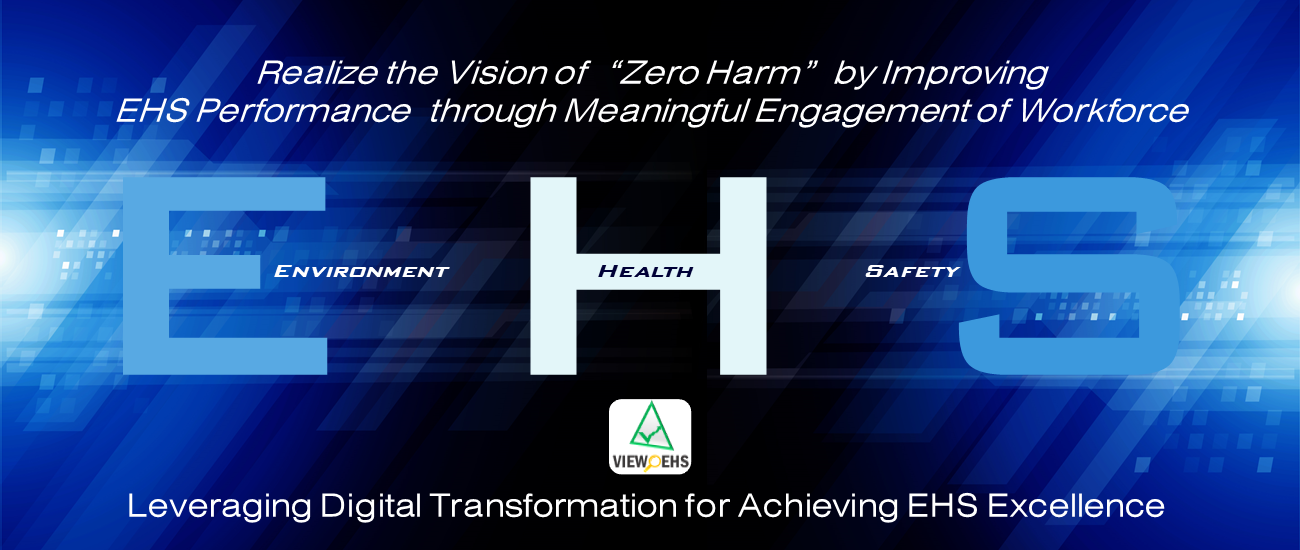 Realize the Vision of “Zero Harm” by Improving
EHS Performance through Meaningful Engagement of Workforce
E H S
Environment Health Safety
VIEW EHS
Leveraging Digital Transformation for Achieving EHS Excellence